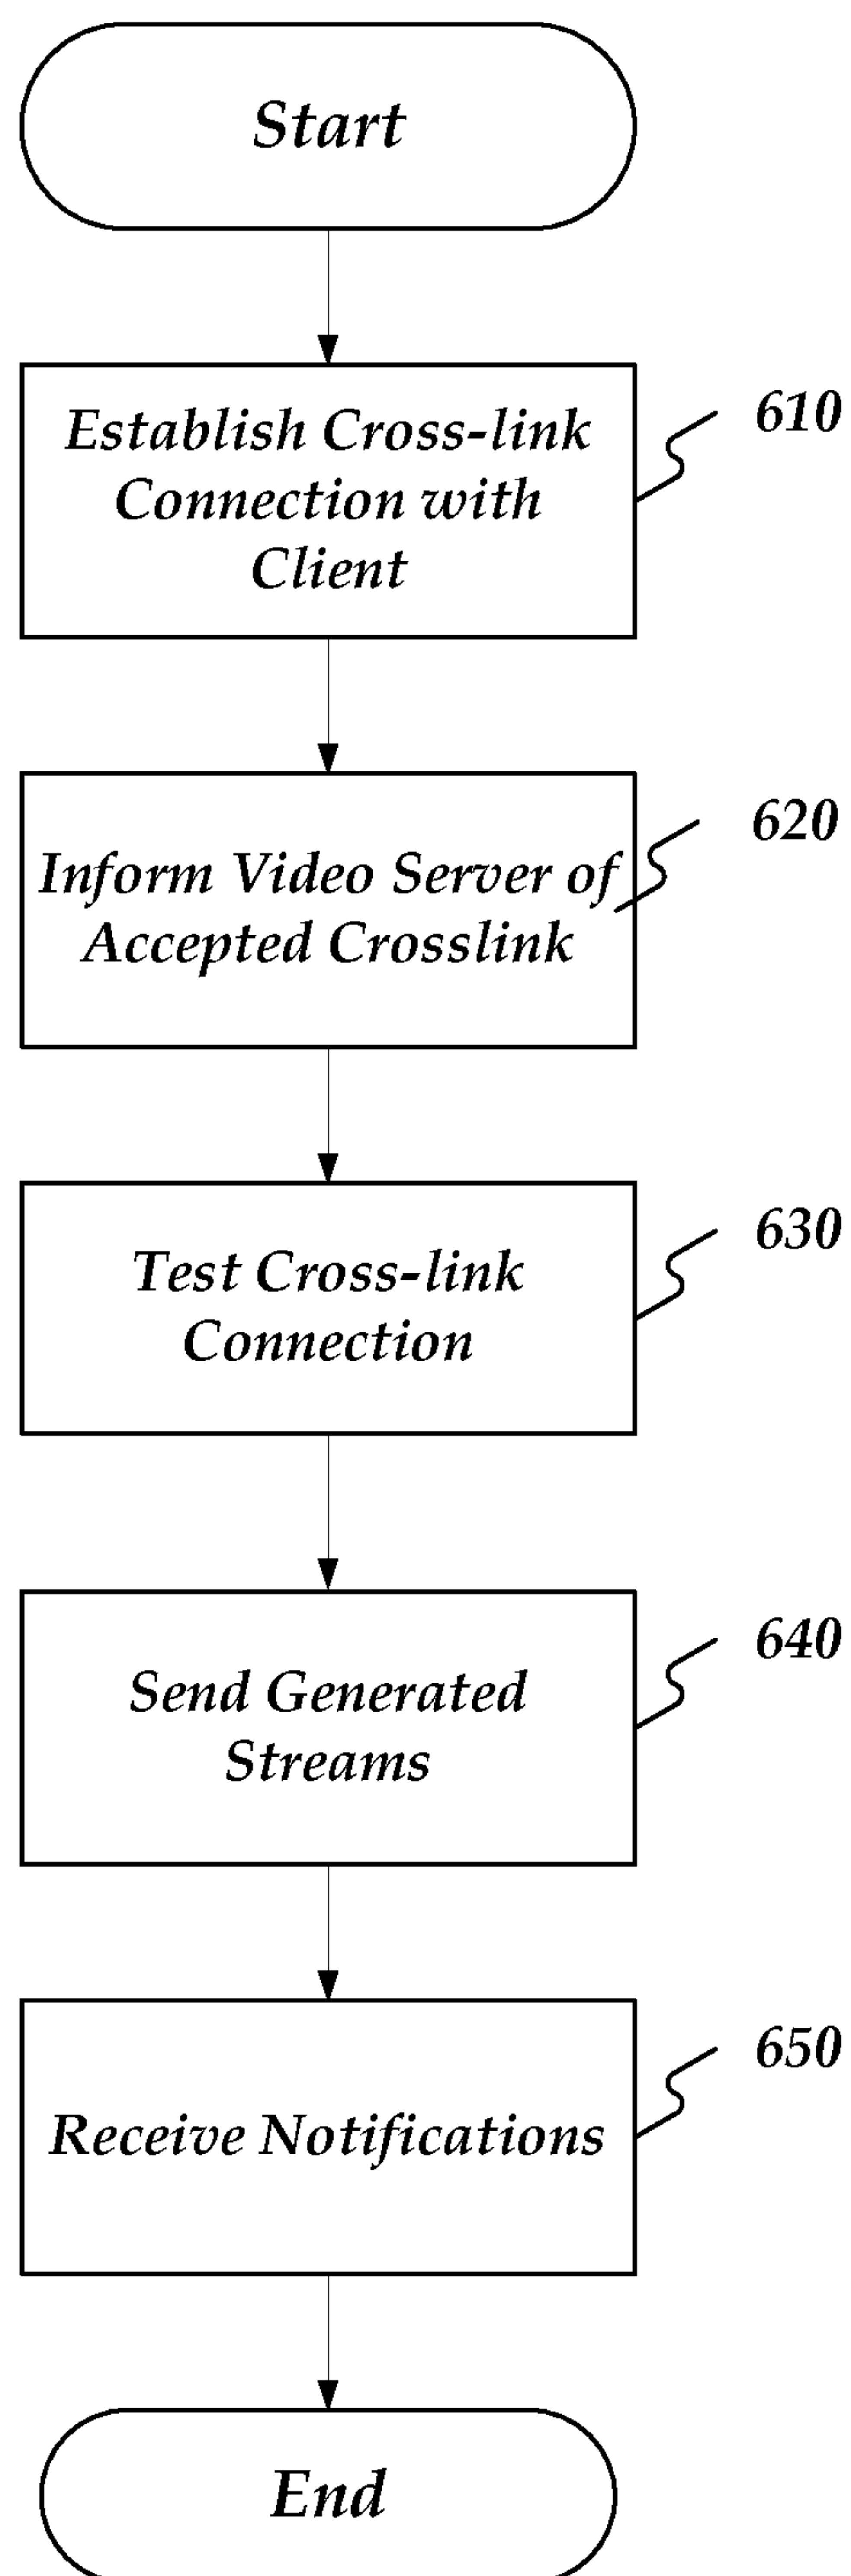 Start
Establish Cross-link
Connection with
Client
610
Inform Video Server of
Accepted Crosslink
620
Test Cross-link
Connection
630
Send Generated
Streams
640
Receive Notifications
650
End